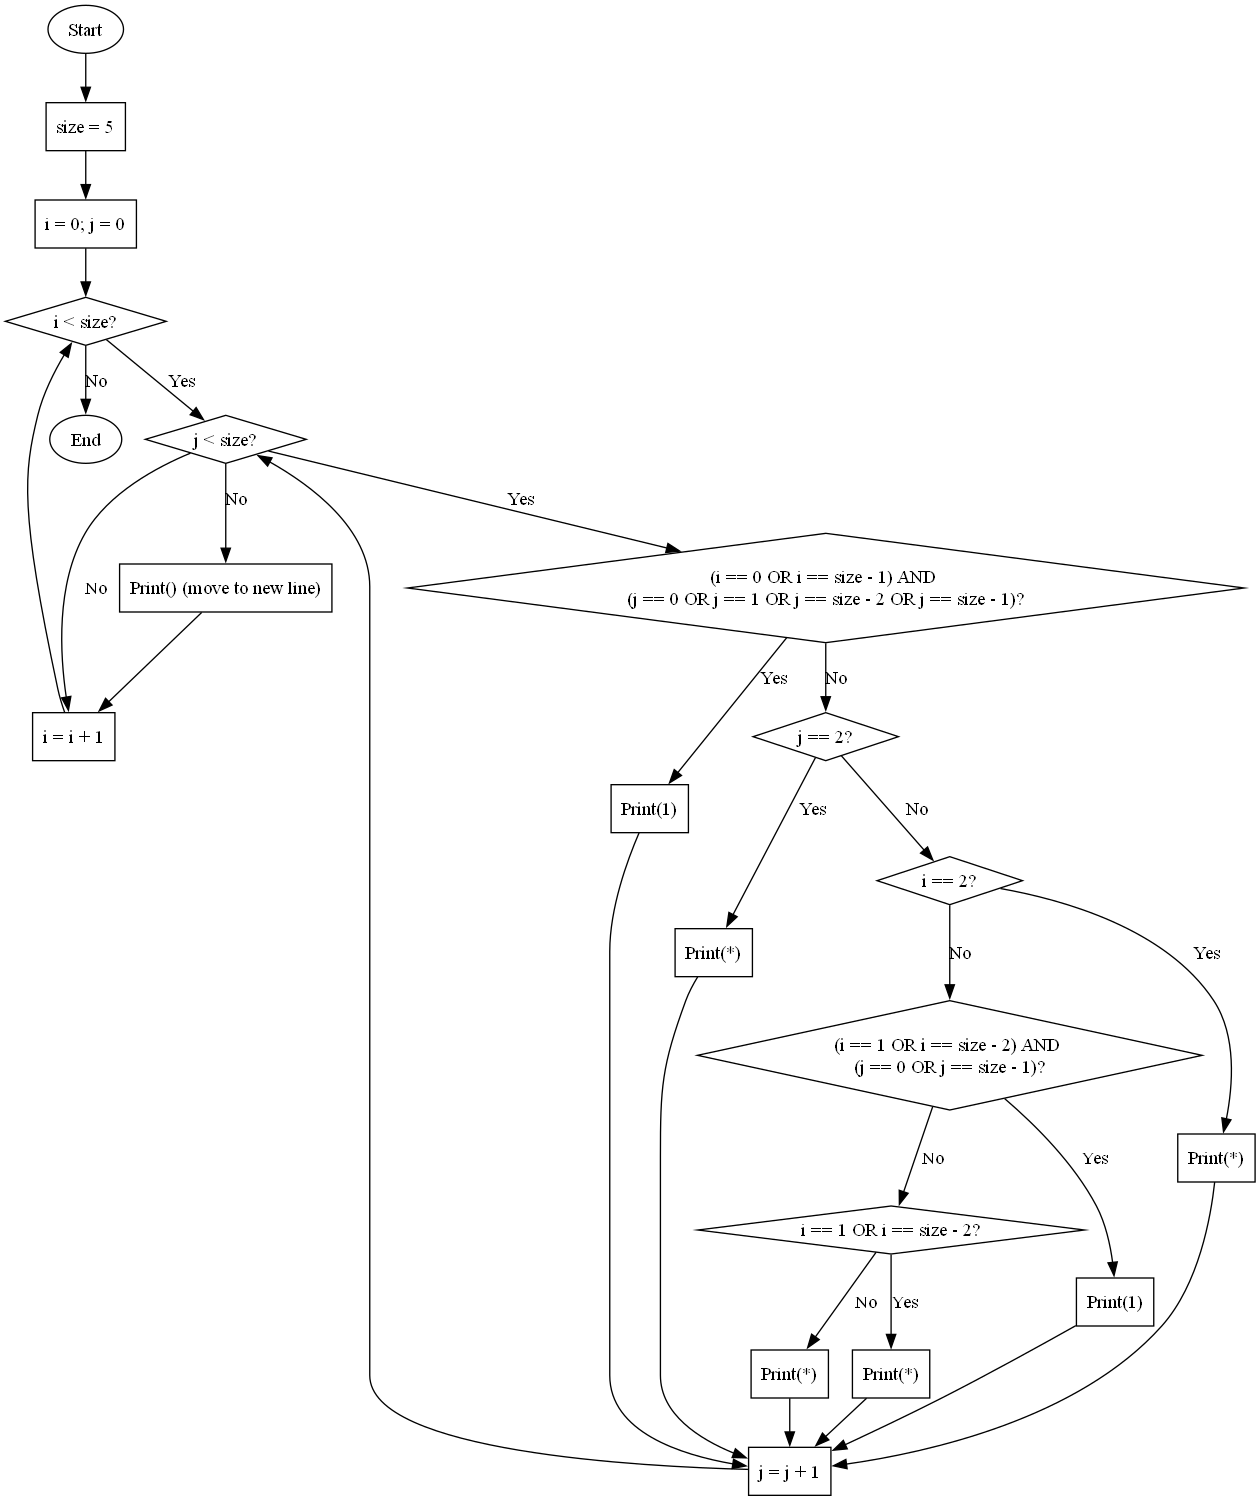 Start
size = 5
i = 0; j = 0
i < size?
No
Yes
End
j < size?
No
Yes
No
Print() (move to new line)
i = i + 1
(i == 0 OR i == size - 1) AND
(j == 0 OR j == 1 OR j == size - 2 OR j == size - 1)?
Yes
No
j == 2?
Print(1)
Yes
No
i == 2?
Print(*)
No
Yes
(i == 1 OR i == size - 2) AND
(j == 0 OR j == size - 1)?
No
Yes
Print(*)
i == 1 OR i == size - 2?
No
Yes
Print(1)
Print(*)
Print(*)
j = j + 1